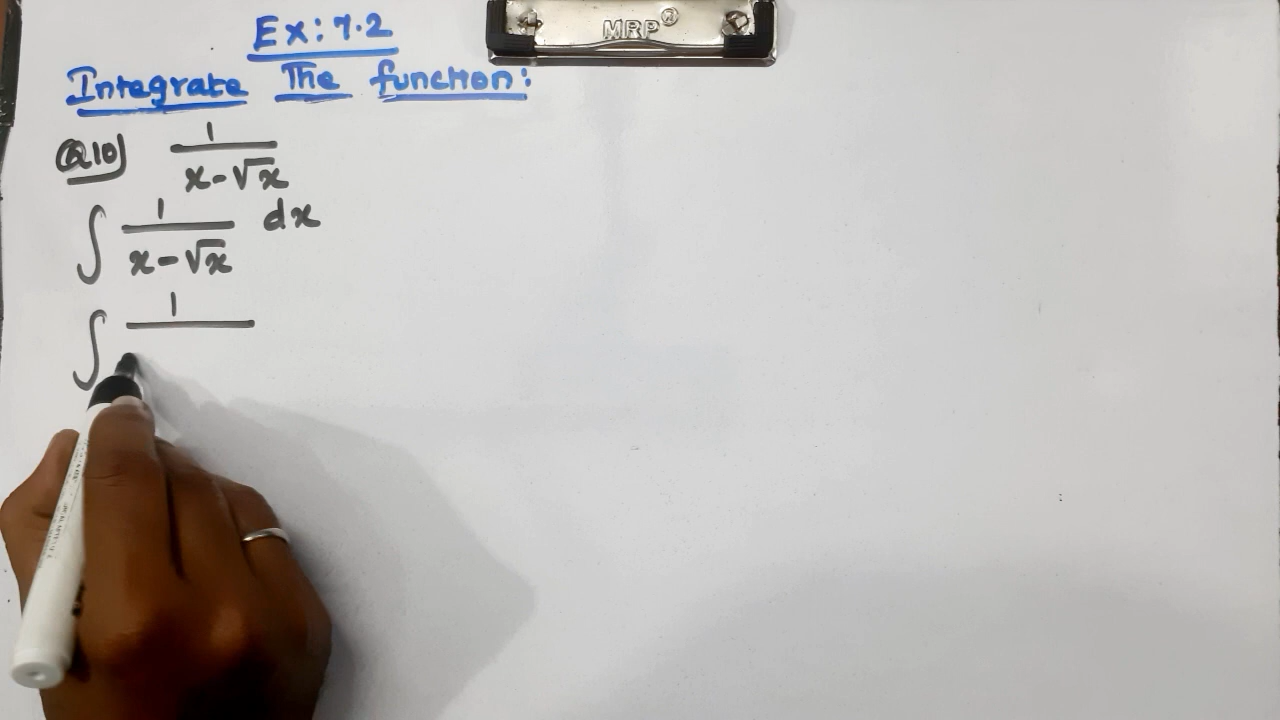 MRP®
Ex: 7.2
Integrate The function:
Q10) 1/(x-√x)
∫ 1/(x-√x) dx
∫ 1/